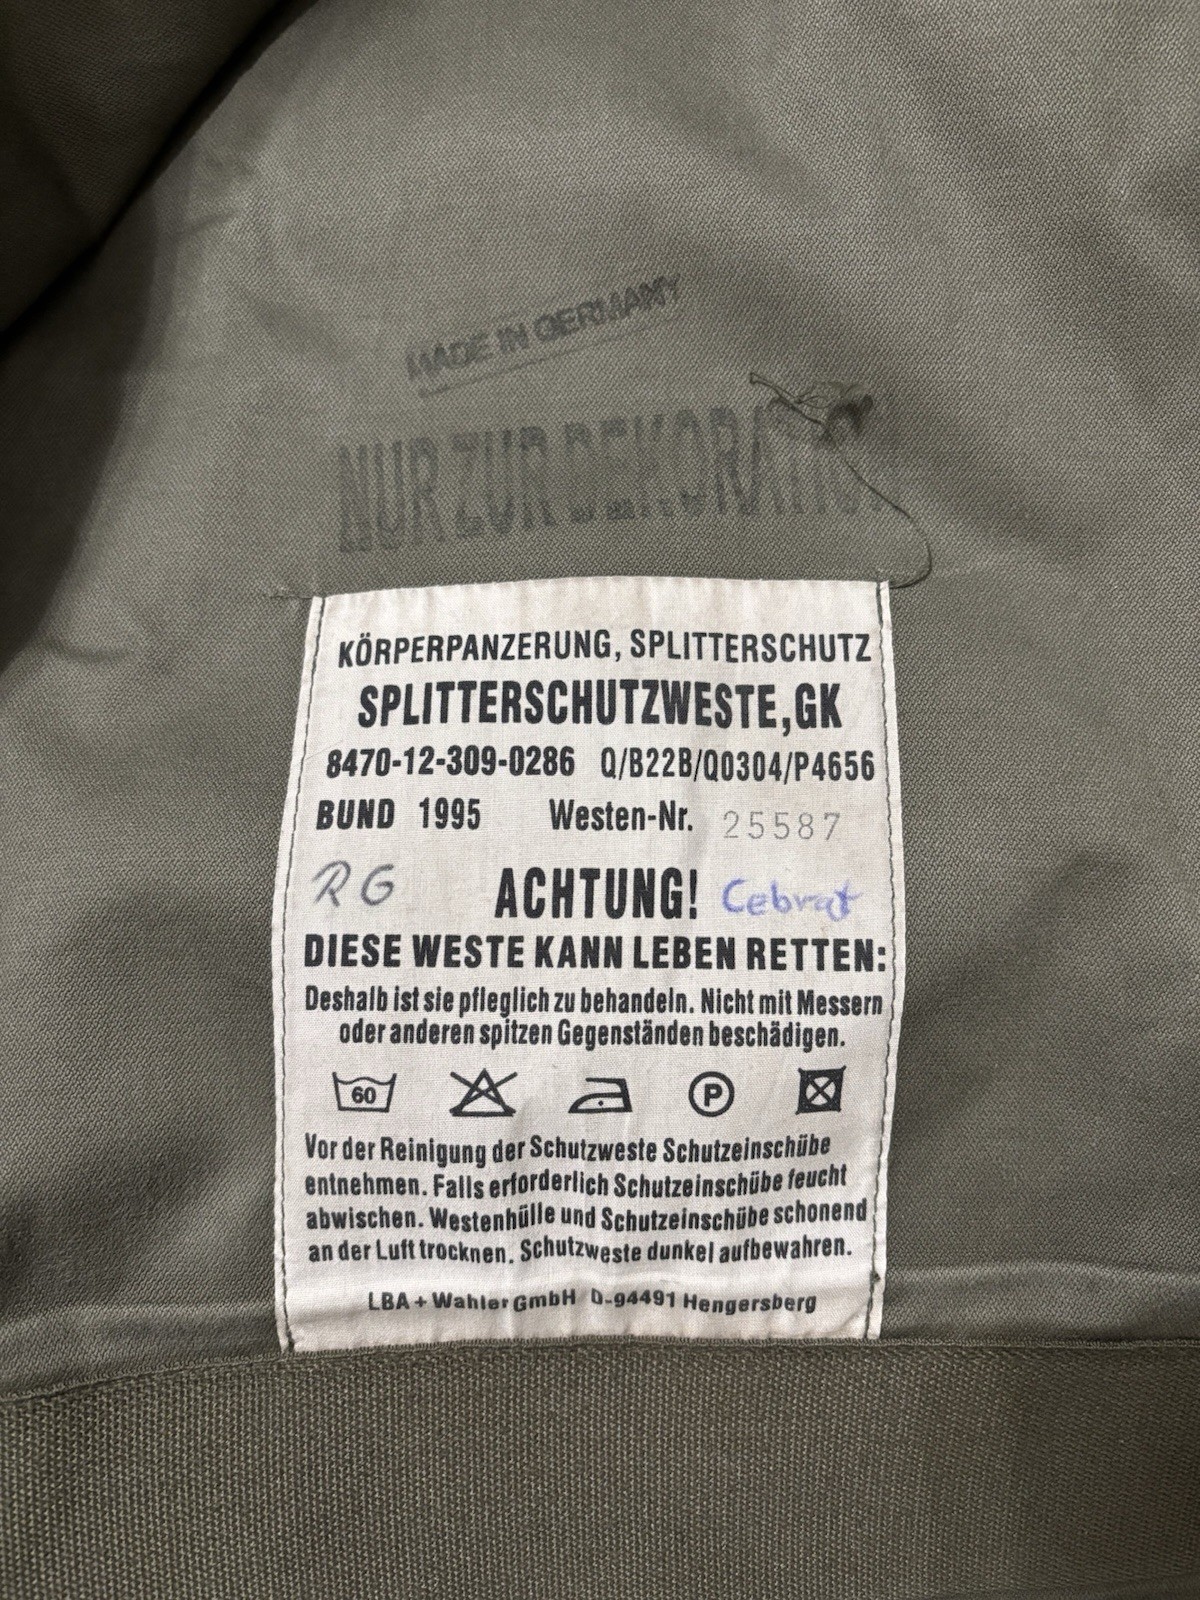 MADE IN GERMANY
NUR ZUR DEKORATION
KÖRPERPANZERUNG, SPLITTERSCHUTZ
SPLITTERSCHUTZWESTE,GK
8470-12-309-0286 Q/B22B/Q0304/P4656
BUND 1995 Westen-Nr. 25587
RG ACHTUNG! Cebrat
DIESE WESTE KANN LEBEN RETTEN:
Deshalb ist sie pfleglich zu behandeln. Nicht mit Messern
oder anderen spitzen Gegenständen beschädigen.
60 P
Vor der Reinigung der Schutzweste Schutzeinschübe
entnehmen. Falls erforderlich Schutzeinschübe feucht
abwischen. Westenhülle und Schutzeinschübe schonend
an der Luft trocknen. Schutzweste dunkel aufbewahren.
LBA + Wahler GmbH D-94491 Hengersberg